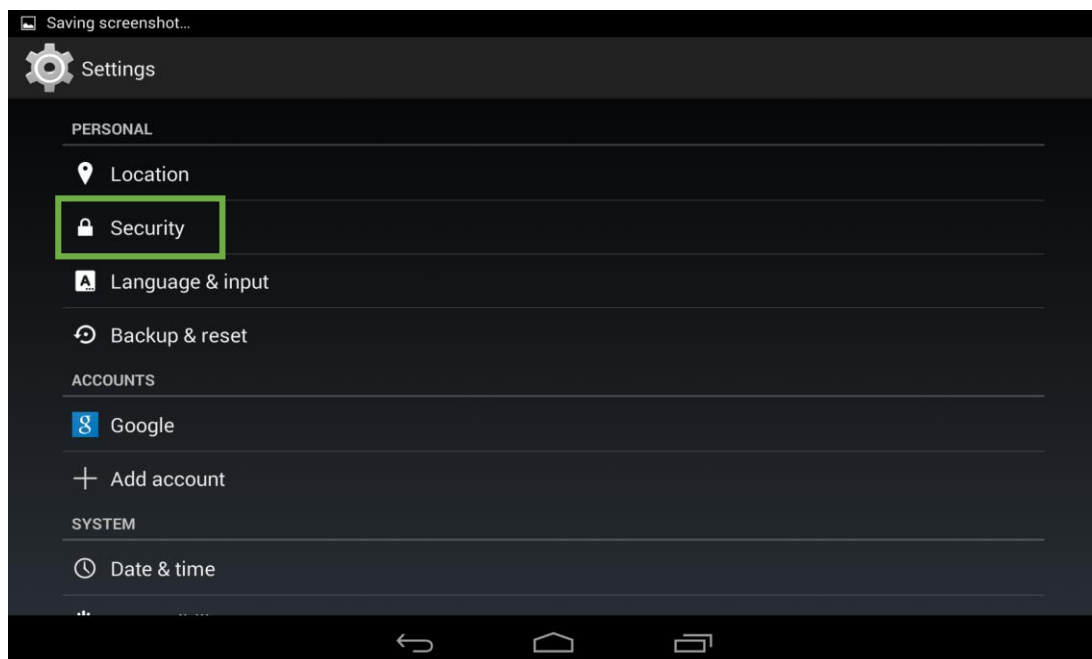 Saving screenshot...
Settings
PERSONAL
Location
Security
Language & input
Backup & reset
ACCOUNTS
Google
Add account
SYSTEM
Date & time